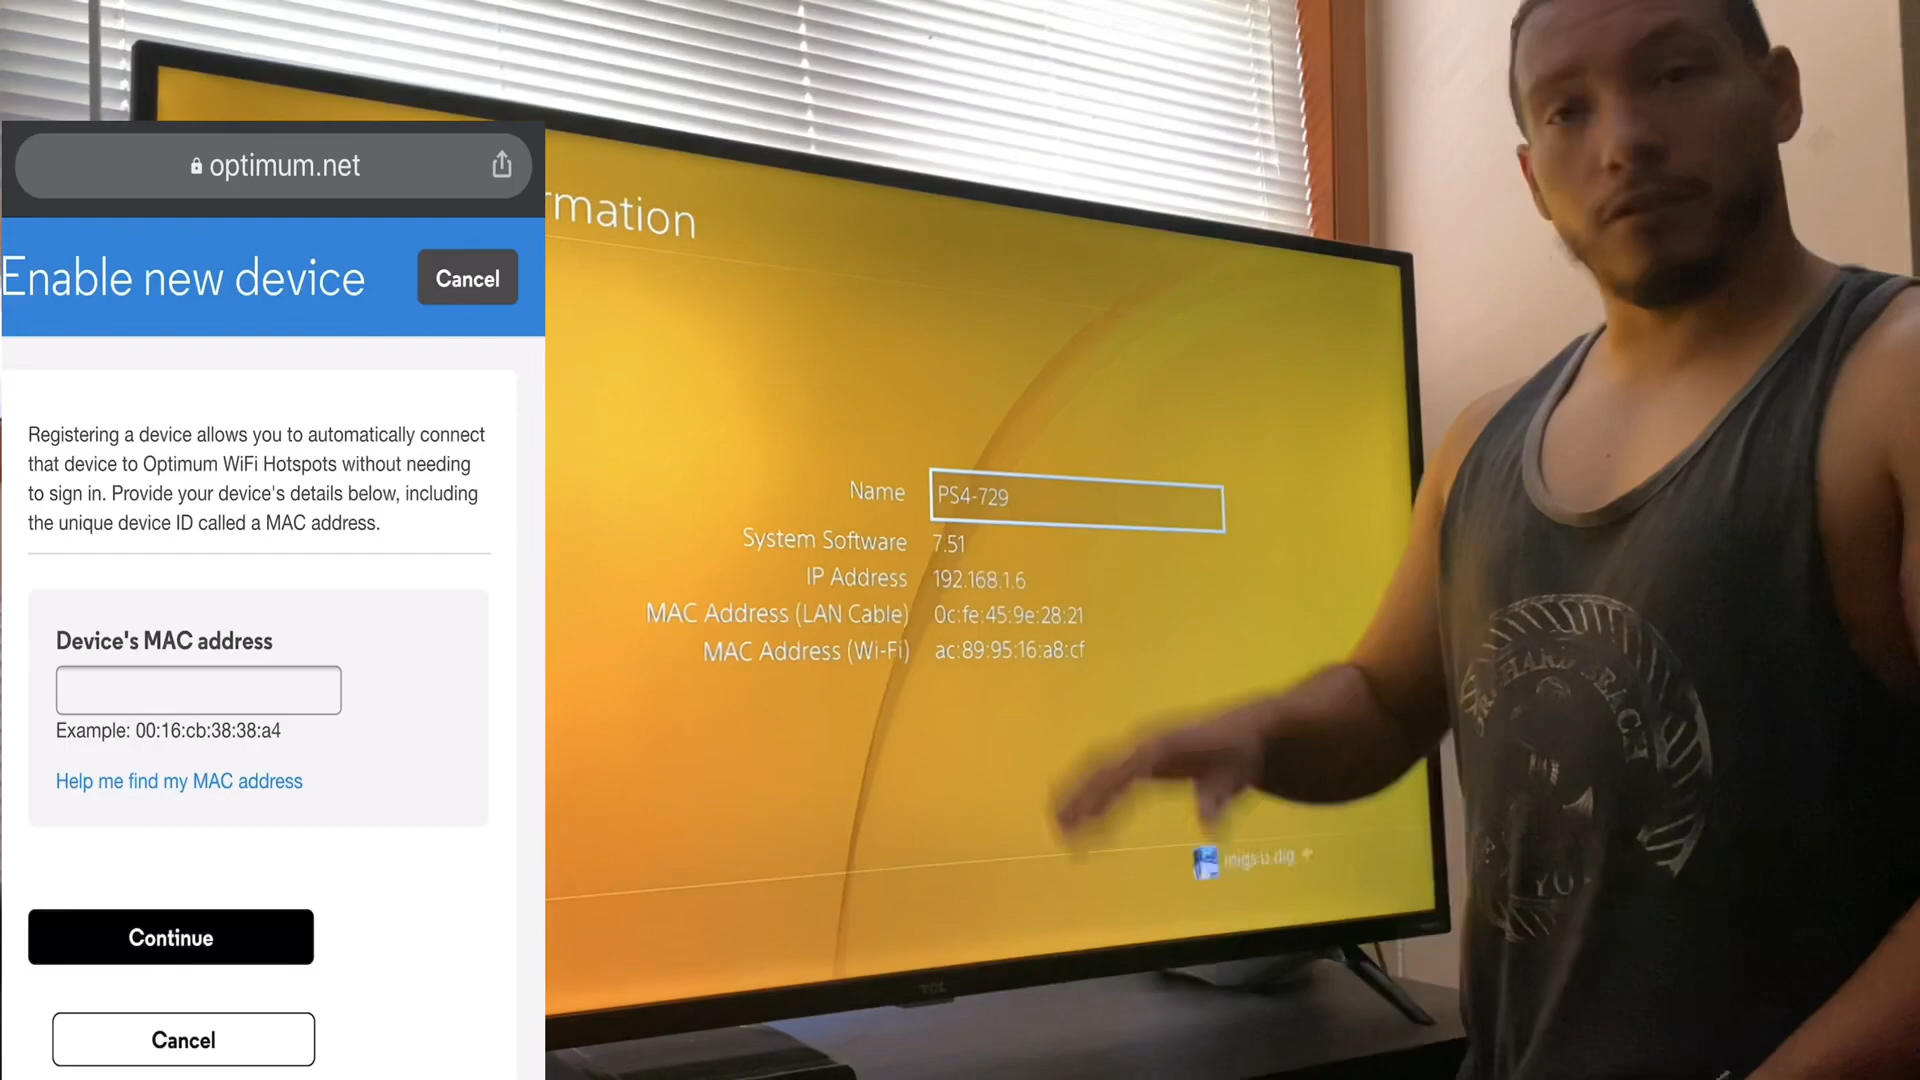 optimum.net
Enable new device
Cancel
Registering a device allows you to automatically connect
that device to Optimum WiFi Hotspots without needing
to sign in. Provide your device's details below, including
the unique device ID called a MAC address.
Device's MAC address
Example: 00:16:cb:38:38:a4
Help me find my MAC address
Continue
Cancel
rmation
Name PS4-729
System Software 7.51
IP Address 192.168.1.6
MAC Address (LAN Cable) 0c:fe:45:9e:28:21
MAC Address (Wi-Fi) ac:89:95:16:a8:cf
TCL
ORCHARD BEACH